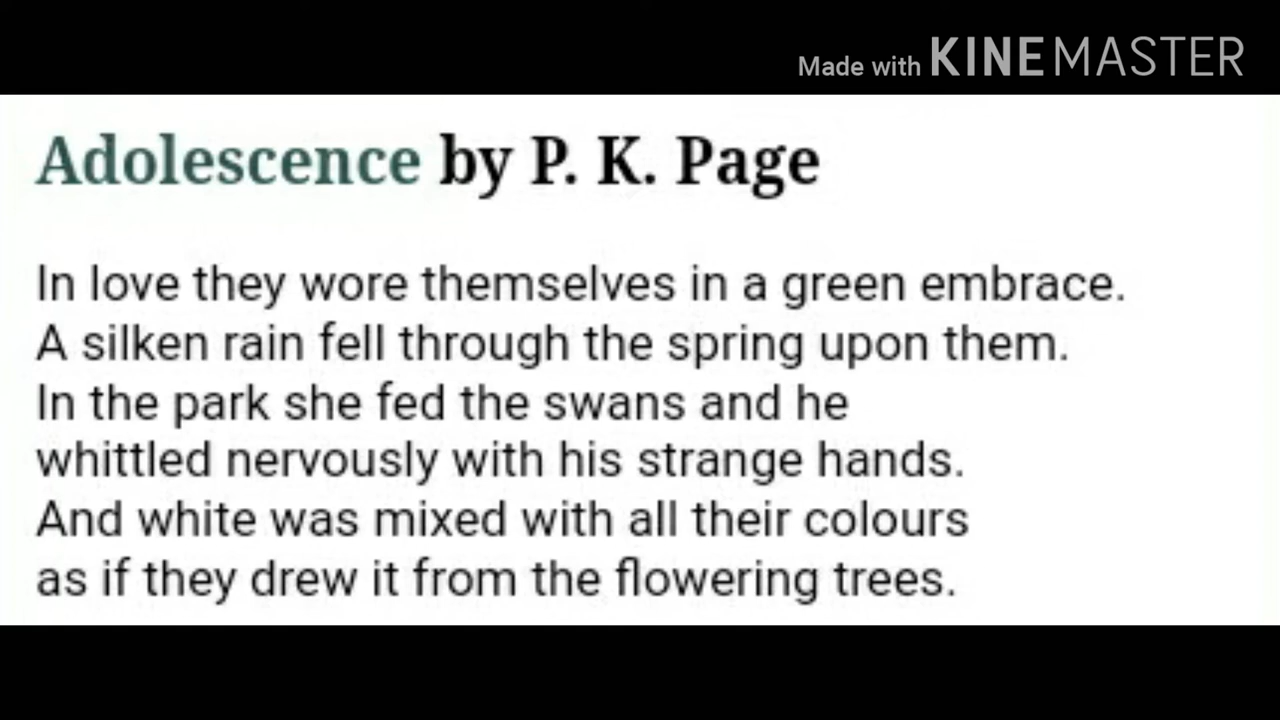 Made with KINEMASTER
Adolescence by P. K. Page
In love they wore themselves in a green embrace.
A silken rain fell through the spring upon them.
In the park she fed the swans and he
whittled nervously with his strange hands.
And white was mixed with all their colours
as if they drew it from the flowering trees.